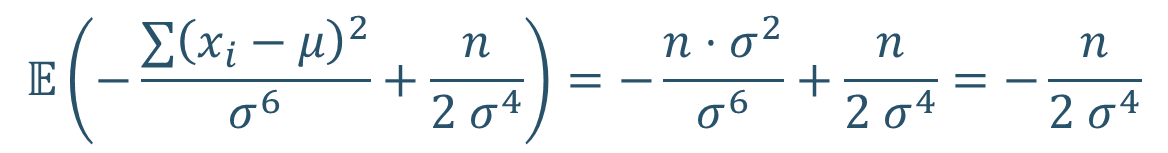 𝔼(−∑(xᵢ − μ)²/σ⁶ + n/2 σ⁴) = −n · σ²/σ⁶ + n/2 σ⁴ = −n/2 σ⁴